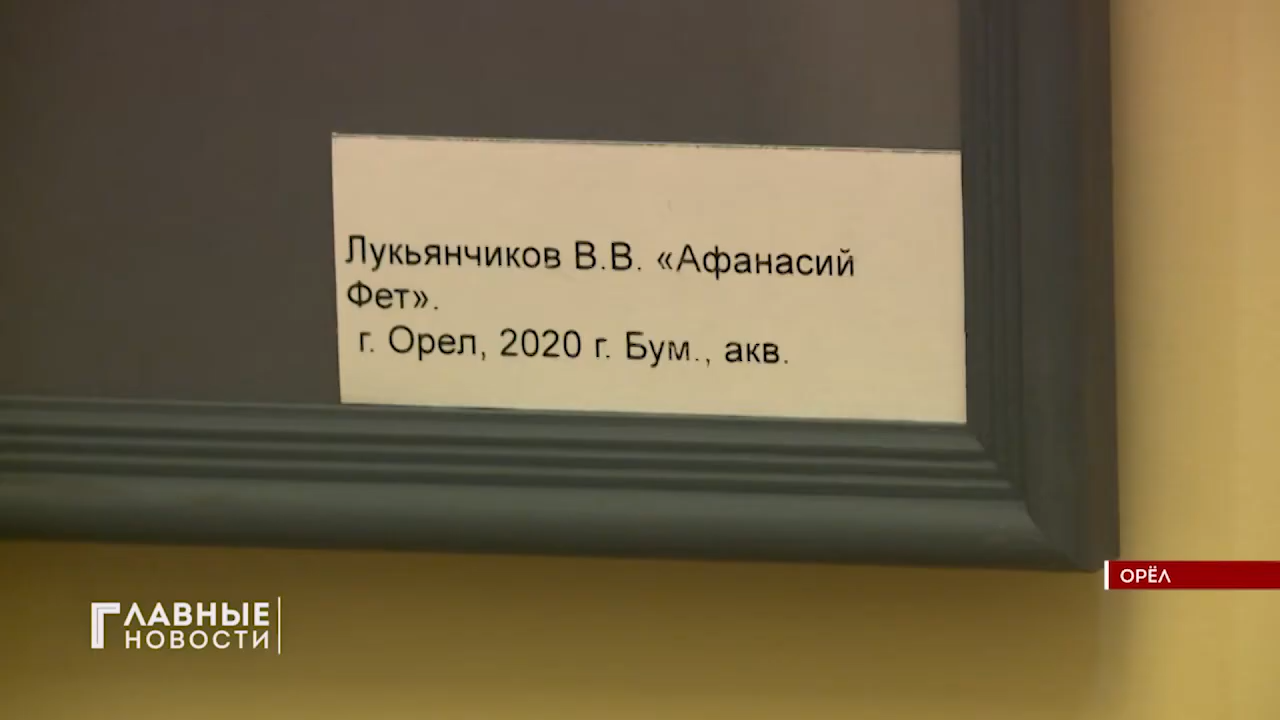 Лукьянчиков В.В. «Афанасий
Фет».
г. Орел, 2020 г. Бум., акв.
ОРЁЛ
ГЛАВНЫЕ
НОВОСТИ